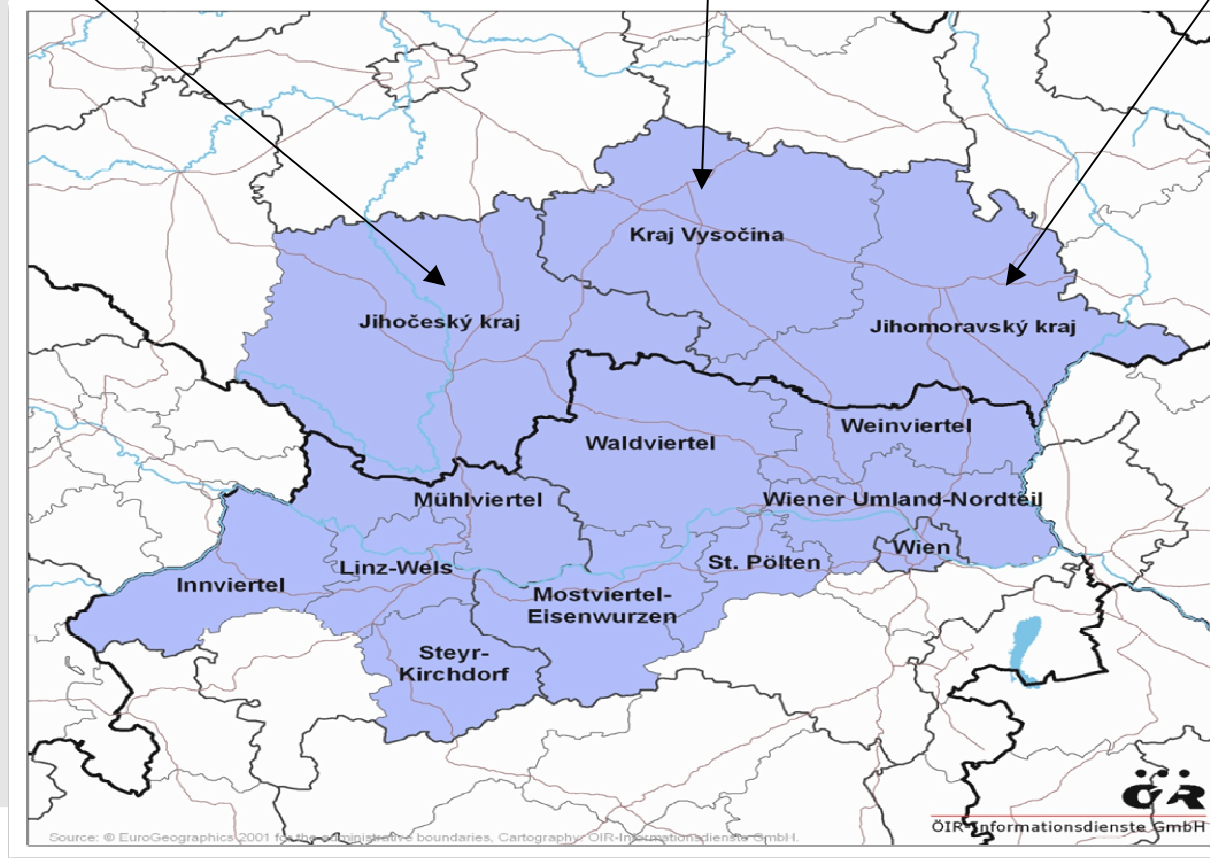 Kraj Vysočina
Jihočeský kraj
Jihomoravský kraj
Weinviertel
Waldviertel
Mühlviertel
Wiener Umland-Nordteil
Wien
St. Pölten
Linz-Wels
Innviertel
Mostviertel-
Eisenwurzen
Steyr-
Kirchdorf
ÖIR
ÖIR-Informationsdienste GmbH
Source: © EuroGeographics 2001 for the administrative boundaries, Cartography: ÖIR-Informationsdienste GmbH.